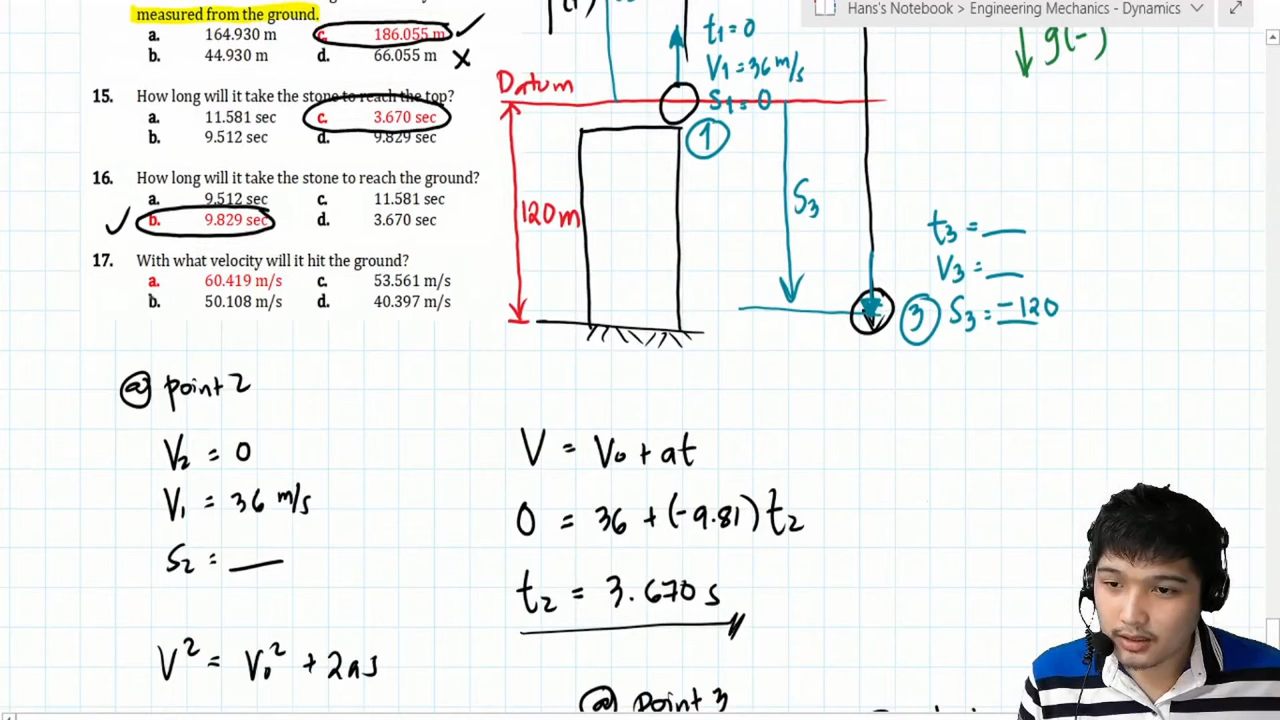 measured from the ground.
a. 164.930 m c. 186.055 m
b. 44.930 m d. 66.055 m
15. How long will it take the stone to reach the top?
a. 11.581 sec c. 3.670 sec
b. 9.512 sec d. 9.829 sec
16. How long will it take the stone to reach the ground?
a. 9.512 sec c. 11.581 sec
b. 9.829 sec d. 3.670 sec
17. With what velocity will it hit the ground?
a. 60.419 m/s c. 53.561 m/s
b. 50.108 m/s d. 40.397 m/s
Hans's Notebook > Engineering Mechanics - Dynamics
g(-)
t1 = 0
V1 = 36 m/s
S1 = 0
Datum
1
120m
S3
t3 = __
V3 = __
3 S3 = -120
@ point 2
V2 = 0
V1 = 36 m/s
S2 = __
V² = V0² + 2as
V = V0 + at
0 = 36 + (-9.81) t2
t2 = 3.670 s
@ point 3